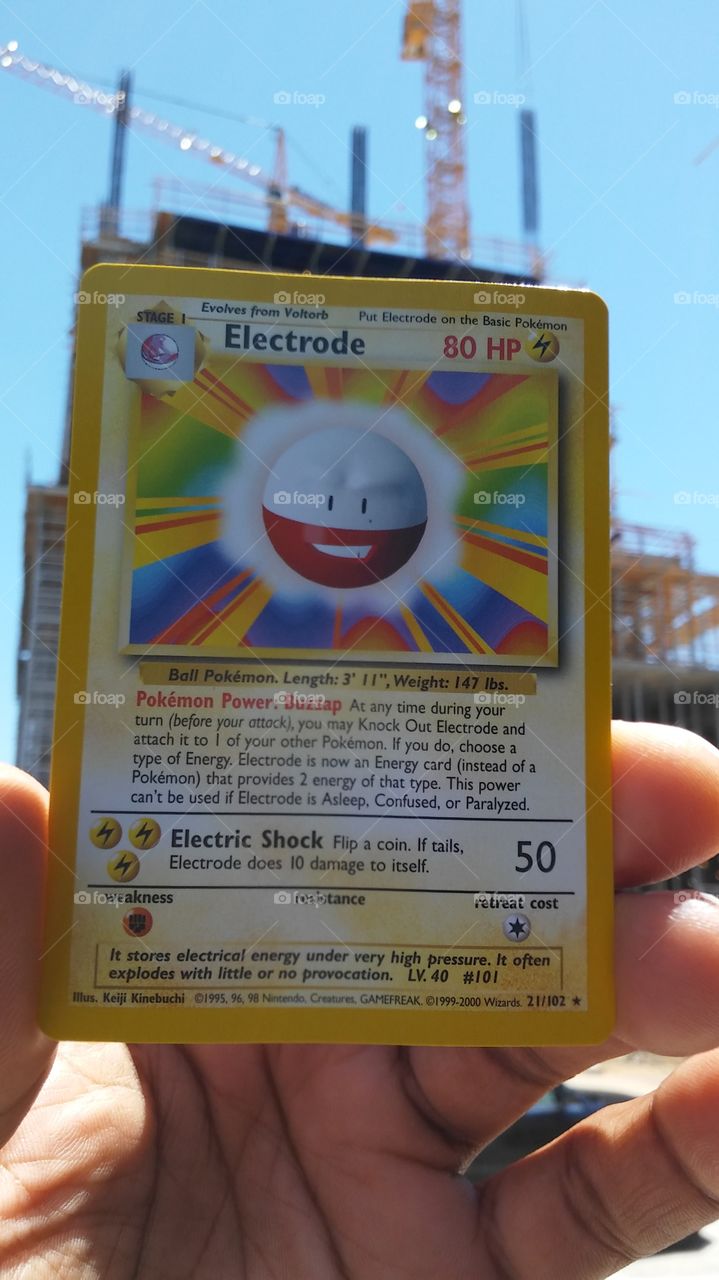 STAGE 1
Evolves from Voltorb
Put Electrode on the Basic Pokémon
Electrode
80 HP
Ball Pokémon. Length: 3' 11", Weight: 147 lbs.
Pokémon Power: Buzzap At any time during your
turn (before your attack), you may Knock Out Electrode and
attach it to 1 of your other Pokémon. If you do, choose a
type of Energy. Electrode is now an Energy card (instead of a
Pokémon) that provides 2 energy of that type. This power
can't be used if Electrode is Asleep, Confused, or Paralyzed.
Electric Shock Flip a coin. If tails,
Electrode does 10 damage to itself.
50
weakness
resistance
retreat cost
It stores electrical energy under very high pressure. It often
explodes with little or no provocation. LV. 40 #101
Illus. Keiji Kinebuchi ©1995, 96, 98 Nintendo, Creatures, GAMEFREAK. ©1999-2000 Wizards. 21/102 ★
foap